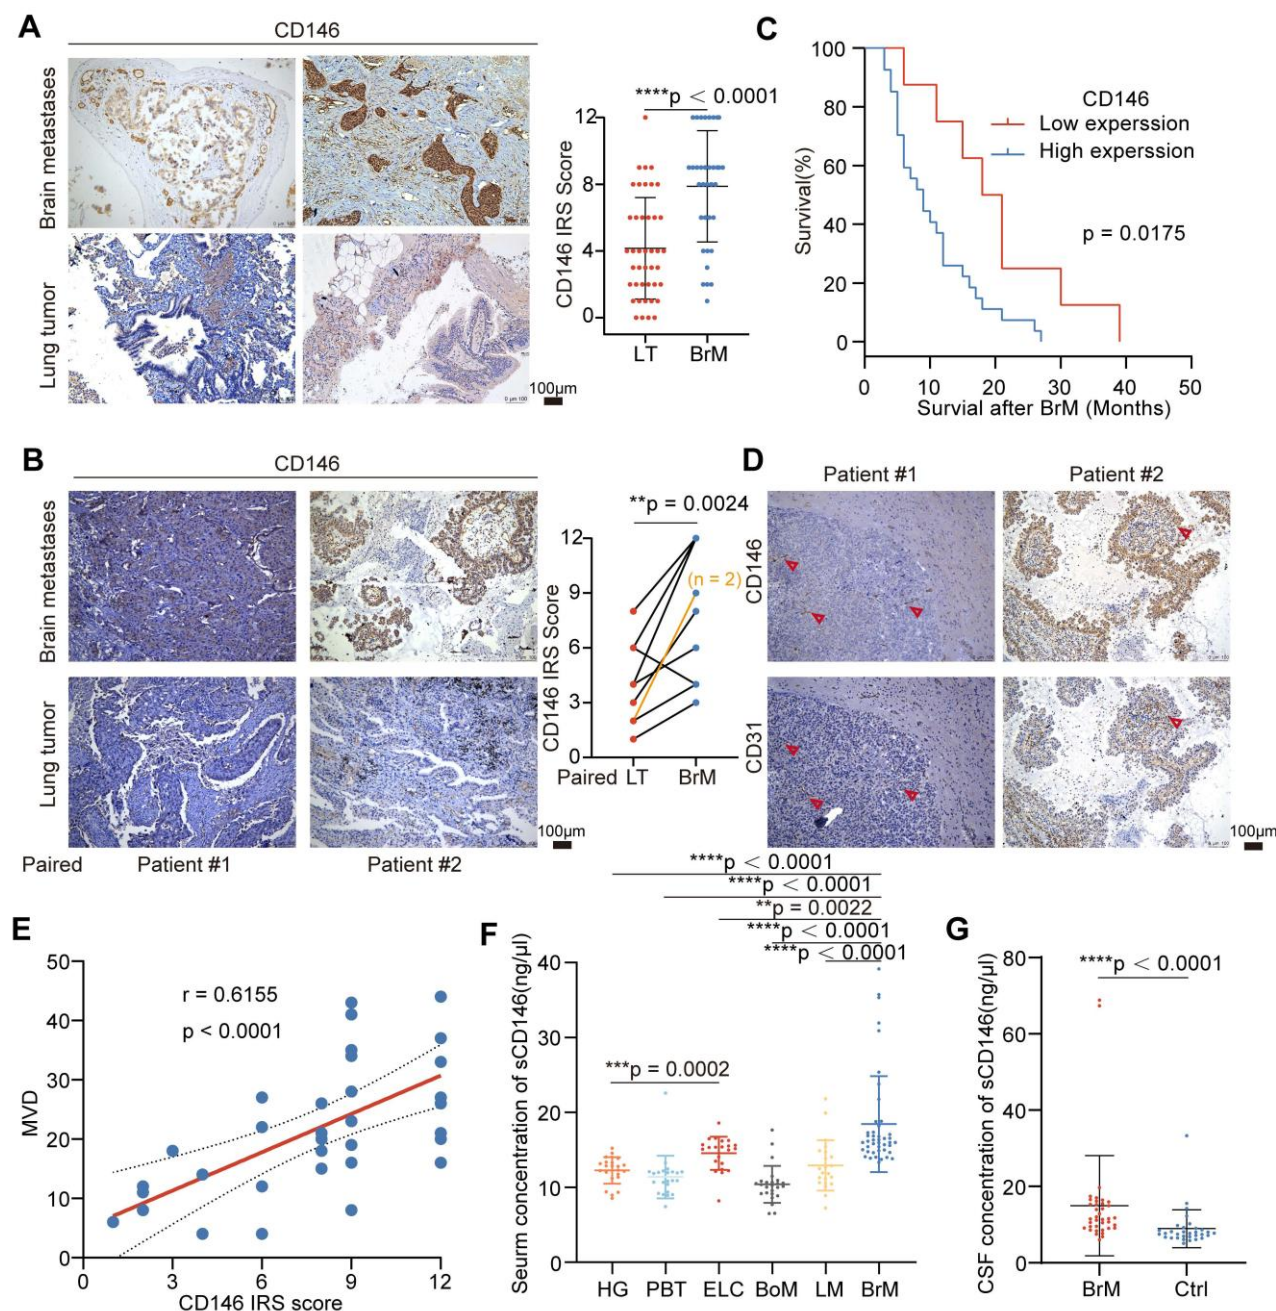 A
CD146
Brain metastases
Lung tumor
100μm
****p < 0.0001
CD146 IRS Score
12
8
4
0
LT BrM
C
100
80
60
40
20
0
Survival(%)
CD146
Low experssion
High experssion
p = 0.0175
0 10 20 30 40 50
Survial after BrM (Months)
B
CD146
Brain metastases
Lung tumor
Paired Patient #1 Patient #2
100μm
**p = 0.0024
(n = 2)
CD146 IRS Score
12
9
6
3
0
Paired LT BrM
D
Patient #1 Patient #2
CD146
CD31
100μm
E
MVD
50
40
30
20
10
0
r = 0.6155
p < 0.0001
0 3 6 9 12
CD146 IRS score
F
****p < 0.0001
****p < 0.0001
**p = 0.0022
****p < 0.0001
****p < 0.0001
***p = 0.0002
Seurm concentration of sCD146(ng/μl)
40
30
20
10
0
HG PBT ELC BoM LM BrM
G
****p < 0.0001
CSF concentration of sCD146(ng/μl)
80
60
40
20
0
BrM Ctrl